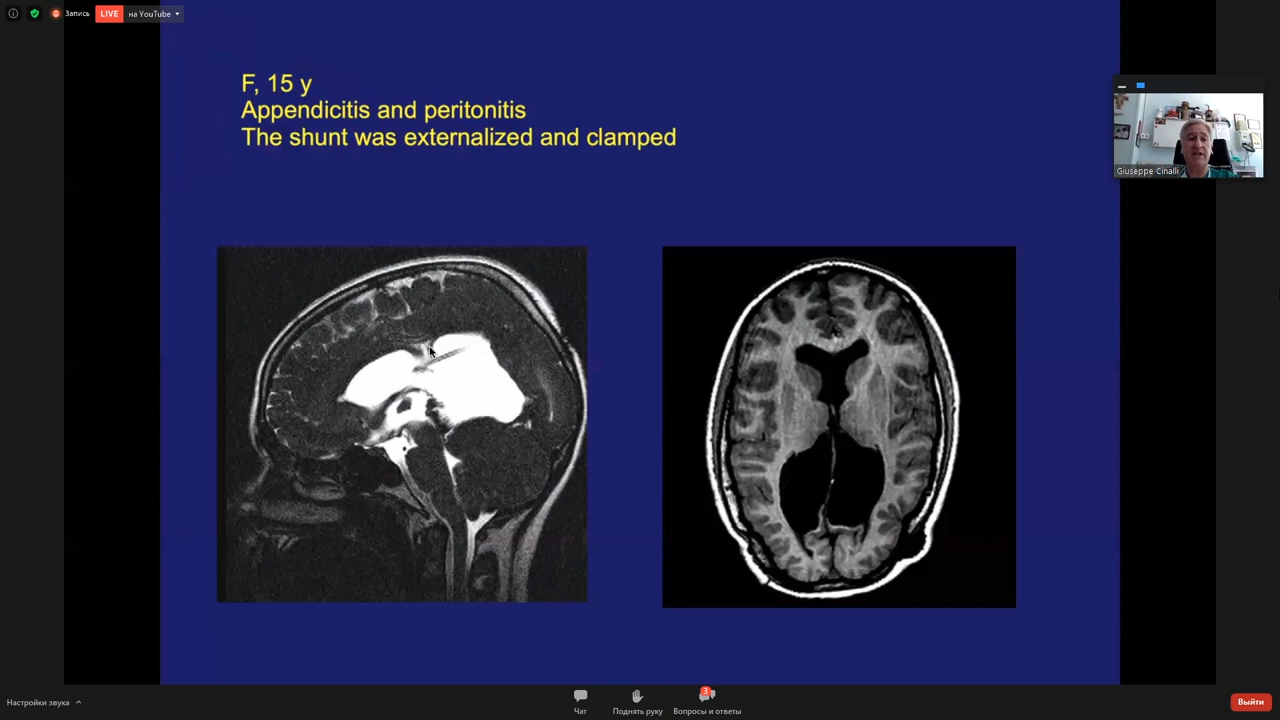 Запись
LIVE
на YouTube
F, 15 y
Appendicitis and peritonitis
The shunt was externalized and clamped
Giuseppe Cinalli
Настройки звука
Чат
Поднять руку
3
Вопросы и ответы
Выйти